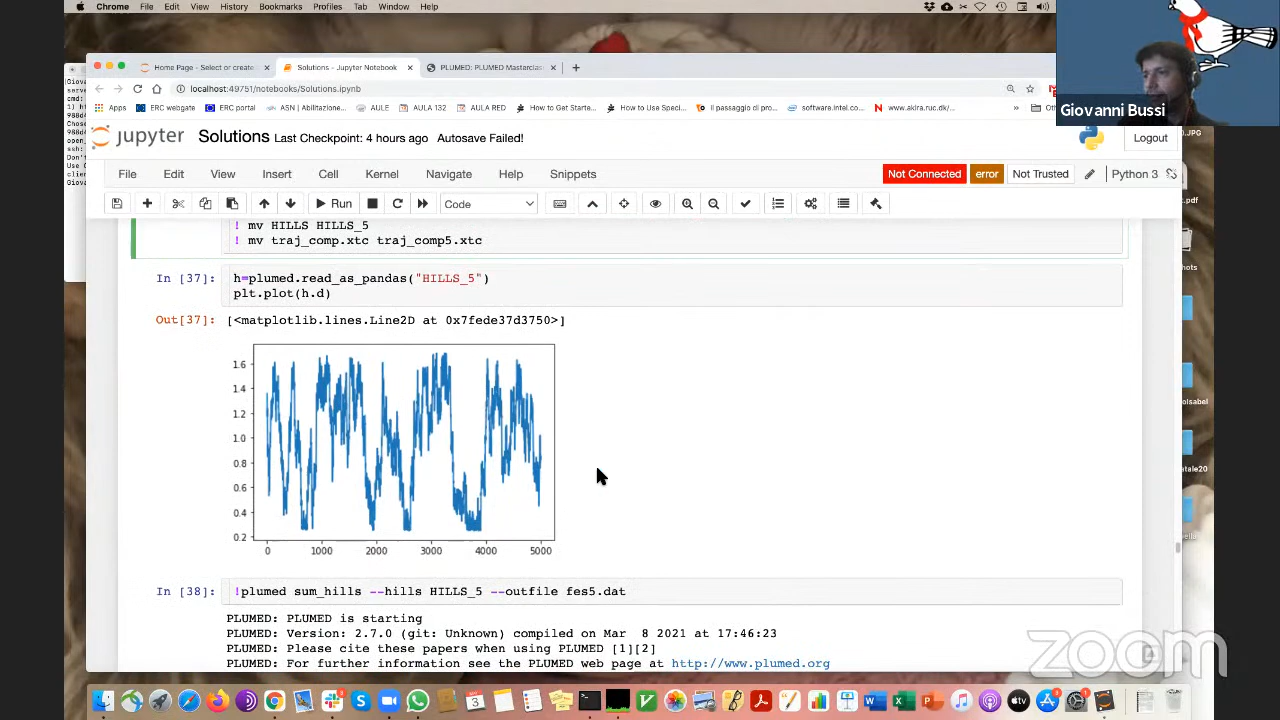 Chrome File Edit View History Bookmarks Profiles Tab Window Help
Home Page - Select or create
Solutions - Jupyter Notebook
PLUMED: PLUMED Masterclass
localhost:49751/notebooks/Solutions.ipynb
Apps ERC webgate ERC portal ASN | Abilitazione... AULE AULA 132 AULA RED How to Get Starte... How to Use Speci... Il passaggio di pro... software.intel.co... www.akira.ruc.dk/...
Giovanni Bussi
jupyter Solutions Last Checkpoint: 4 hours ago Autosave Failed!
Logout
File Edit View Insert Cell Kernel Navigate Help Snippets
Not Connected error Not Trusted Python 3
Run Code
! mv HILLS HILLS_5
! mv traj_comp.xtc traj_comp5.xtc
In [37]: h=plumed.read_as_pandas("HILLS_5")
plt.plot(h.d)
Out[37]: [<matplotlib.lines.Line2D at 0x7fede37d3750>]
1.6
1.4
1.2
1.0
0.8
0.6
0.4
0.2
0 1000 2000 3000 4000 5000
In [38]: !plumed sum_hills --hills HILLS_5 --outfile fes5.dat
PLUMED: PLUMED is starting
PLUMED: Version: 2.7.0 (git: Unknown) compiled on Mar 8 2021 at 17:46:23
PLUMED: Please cite these papers when using PLUMED [1][2]
PLUMED: For further information see the PLUMED web page at http://www.plumed.org
zoom